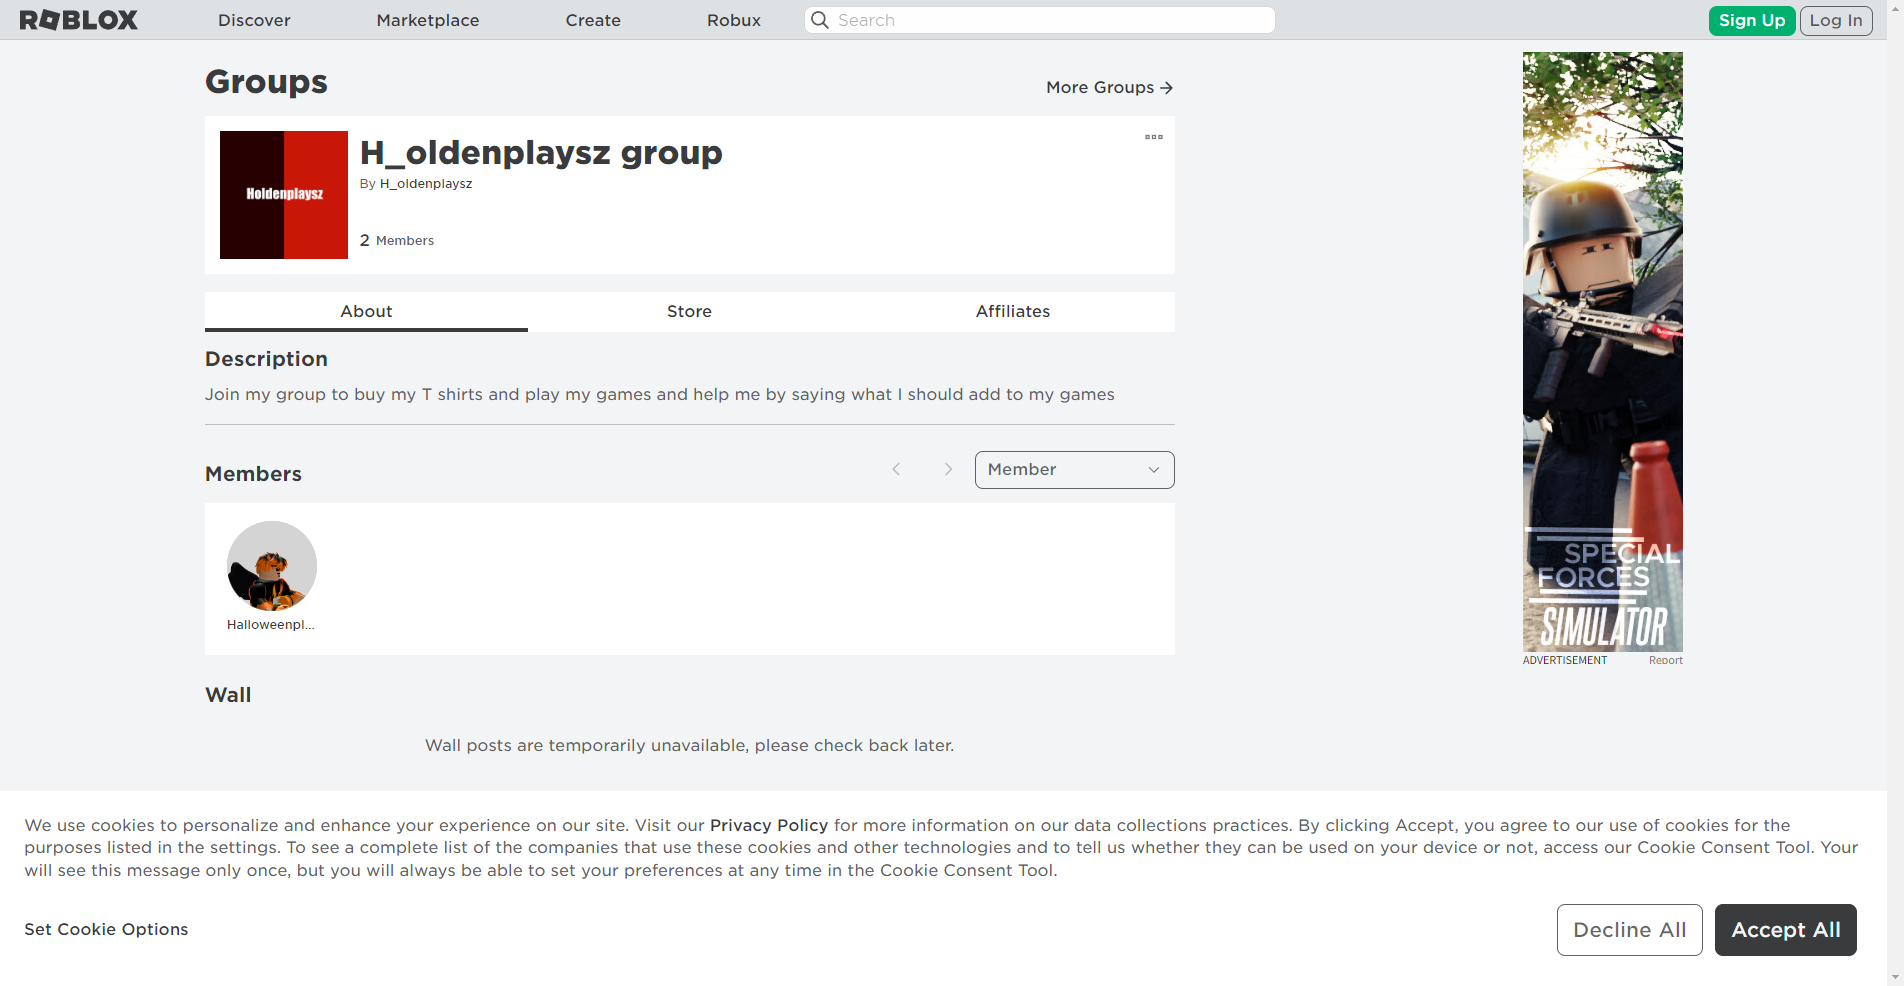 ROBLOX Discover Marketplace Create Robux Search Sign Up Log In
Groups
More Groups
Holdenplaysz
H_oldenplaysz group
By H_oldenplaysz
2 Members
About Store Affiliates
Description
Join my group to buy my T shirts and play my games and help me by saying what I should add to my games
Members
Member
Halloweenpl...
Wall
Wall posts are temporarily unavailable, please check back later.
SPECIAL
FORCES
SIMULATOR
ADVERTISEMENT Report
We use cookies to personalize and enhance your experience on our site. Visit our Privacy Policy for more information on our data collections practices. By clicking Accept, you agree to our use of cookies for the
purposes listed in the settings. To see a complete list of the companies that use these cookies and other technologies and to tell us whether they can be used on your device or not, access our Cookie Consent Tool. Your
will see this message only once, but you will always be able to set your preferences at any time in the Cookie Consent Tool.
Set Cookie Options
Decline All Accept All